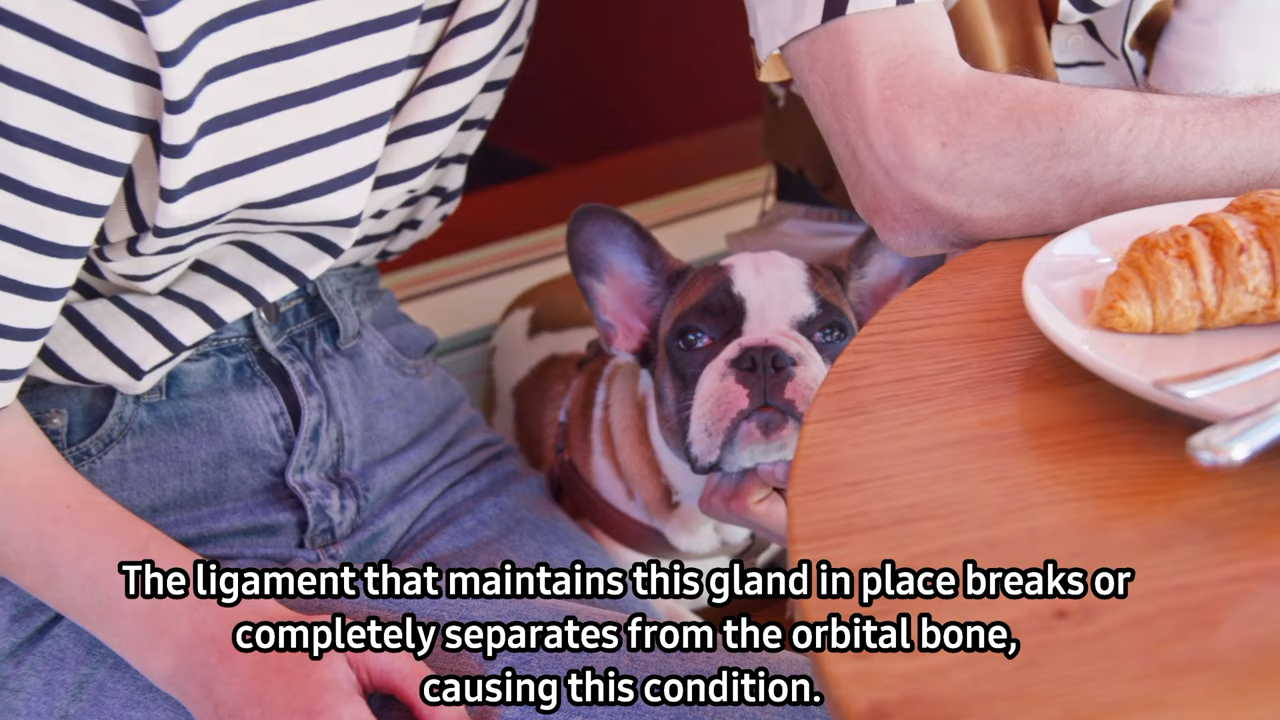 The ligament that maintains this gland in place breaks or
completely separates from the orbital bone,
causing this condition.